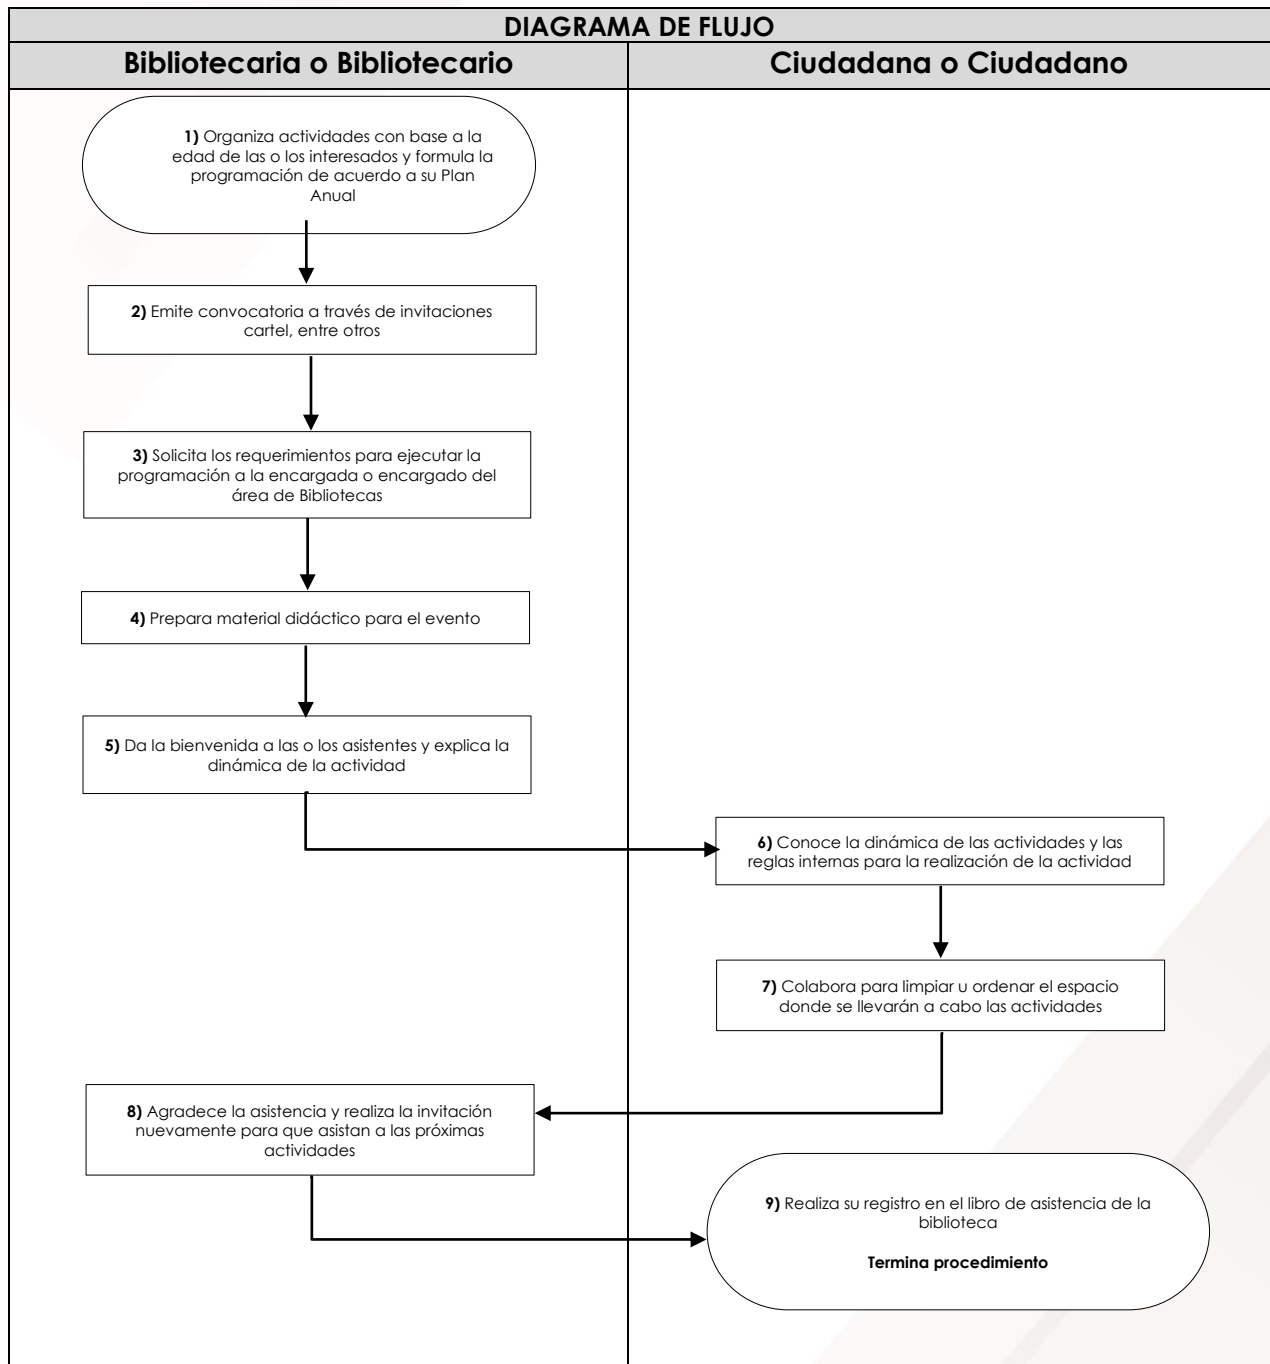 DIAGRAMA DE FLUJO
Bibliotecaria o Bibliotecario
Ciudadana o Ciudadano
1) Organiza actividades con base a la
edad de las o los interesados y formula la
programación de acuerdo a su Plan
Anual
2) Emite convocatoria a través de invitaciones
cartel, entre otros
3) Solicita los requerimientos para ejecutar la
programación a la encargada o encargado del
área de Bibliotecas
4) Prepara material didáctico para el evento
5) Da la bienvenida a las o los asistentes y explica la
dinámica de la actividad
6) Conoce la dinámica de las actividades y las
reglas internas para la realización de la actividad
7) Colabora para limpiar u ordenar el espacio
donde se llevarán a cabo las actividades
8) Agradece la asistencia y realiza la invitación
nuevamente para que asistan a las próximas
actividades
9) Realiza su registro en el libro de asistencia de la
biblioteca
Termina procedimiento